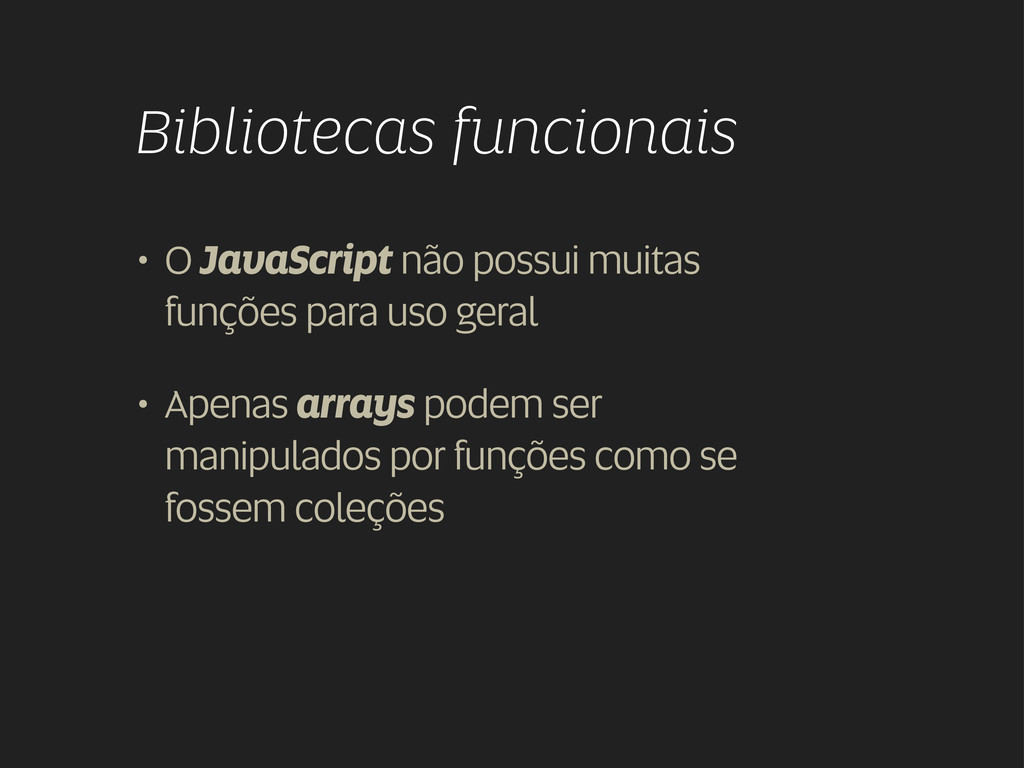 Bibliotecas funcionais
• O JavaScript não possui muitas
funções para uso geral
• Apenas arrays podem ser
manipulados por funções como se
fossem coleções